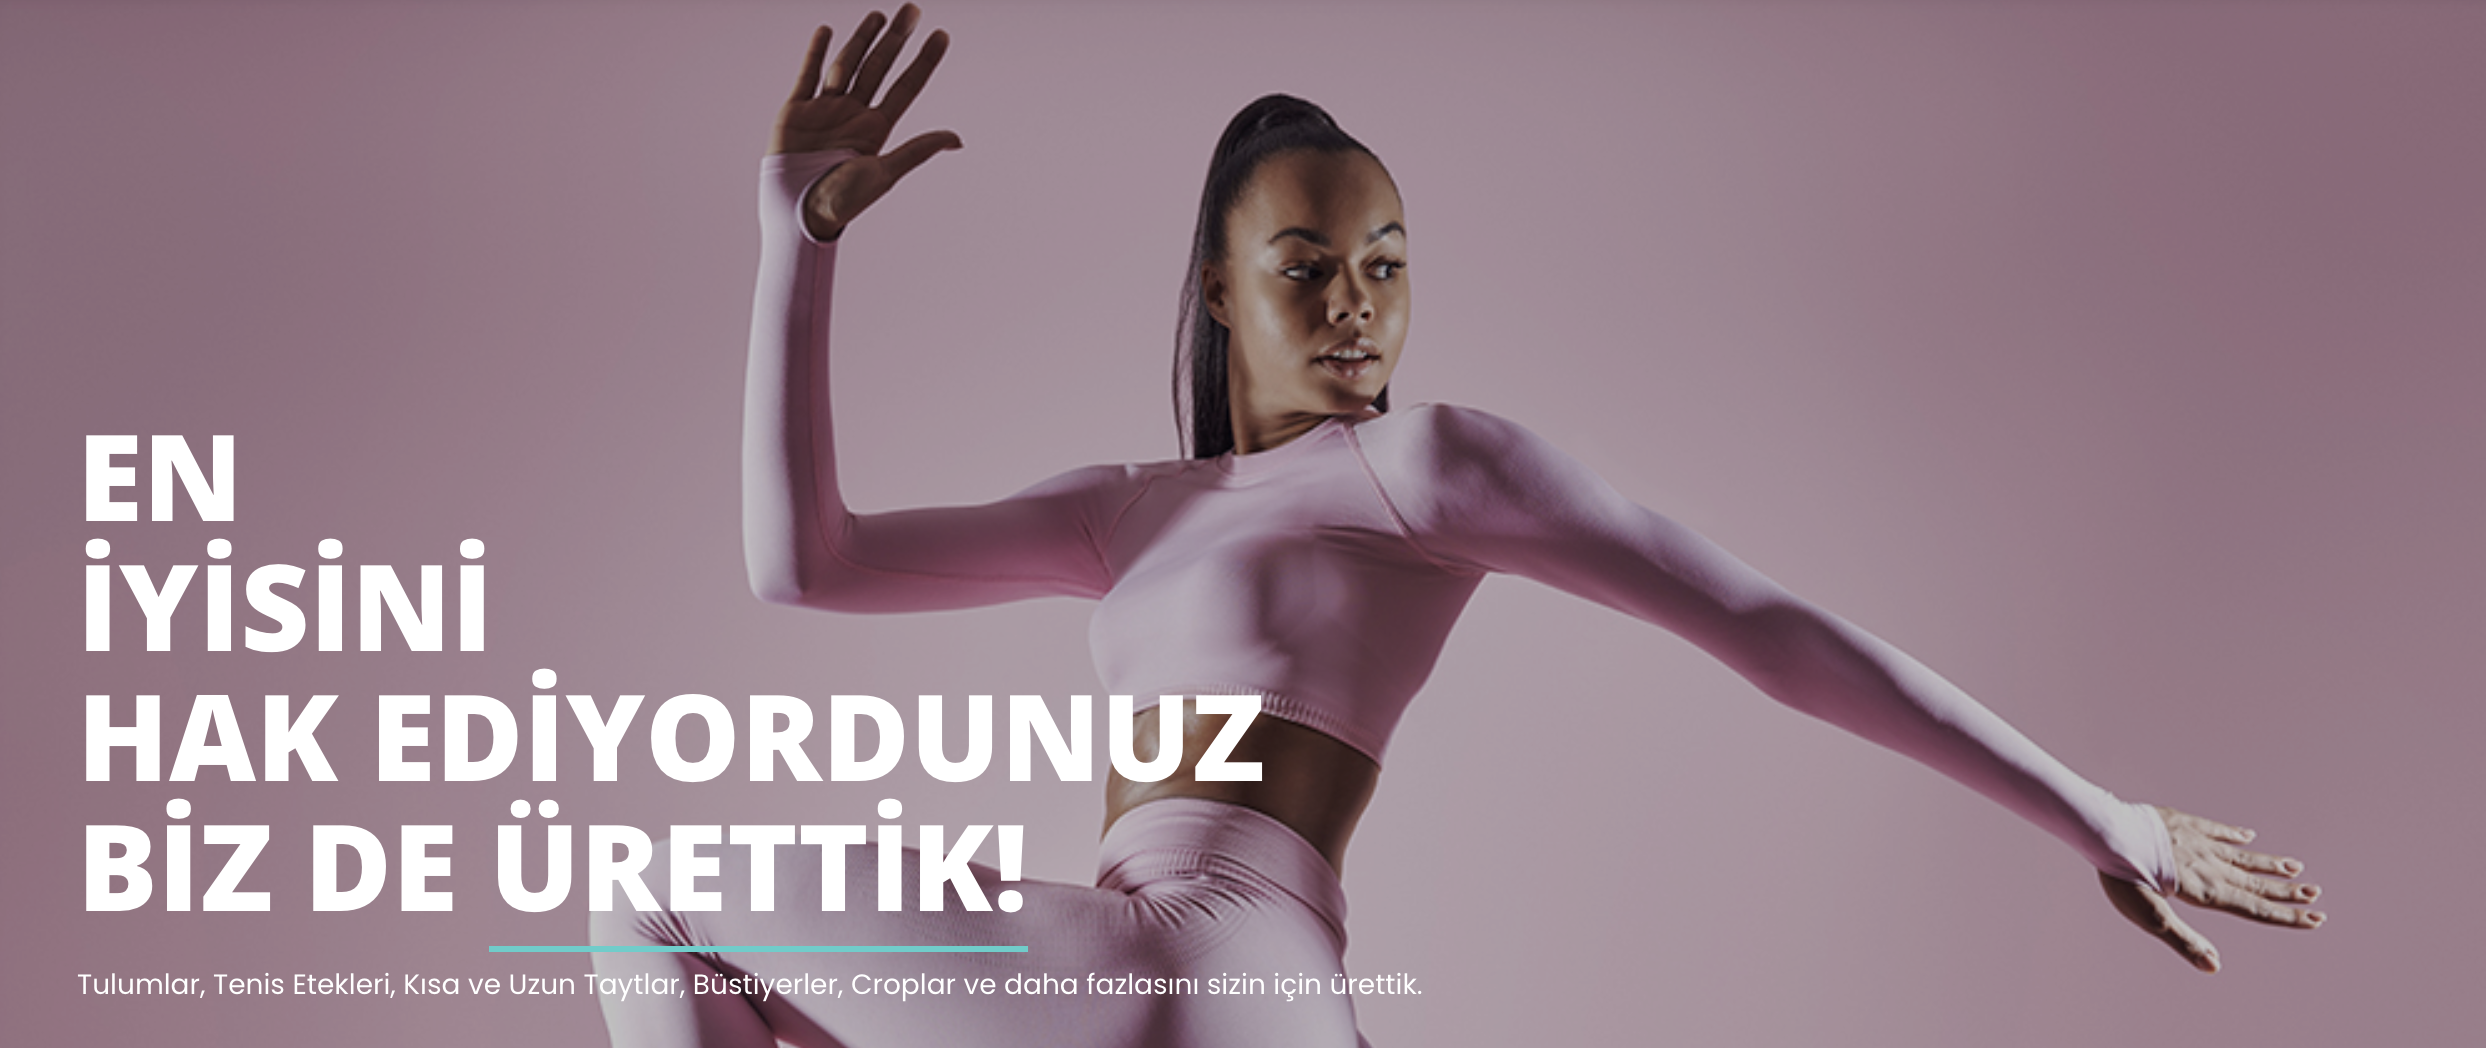 EN
İYİSİNİ
HAK EDİYORDUNUZ
BİZ DE ÜRETTİK!
Tulumlar, Tenis Etekleri, Kısa ve Uzun Taytlar, Büstiyerler, Croplar ve daha fazlasını sizin için ürettik.